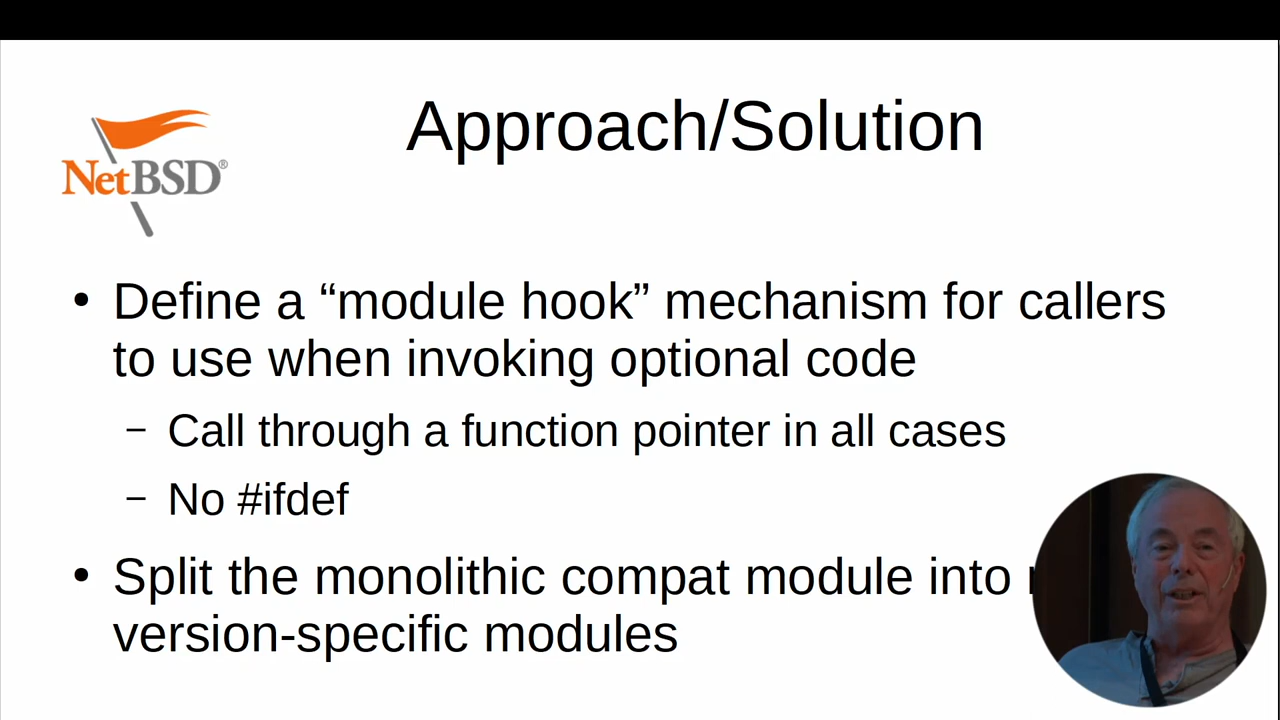 NetBSD®
Approach/Solution
• Define a “module hook” mechanism for callers
to use when invoking optional code
– Call through a function pointer in all cases
– No #ifdef
• Split the monolithic compat module into
version-specific modules